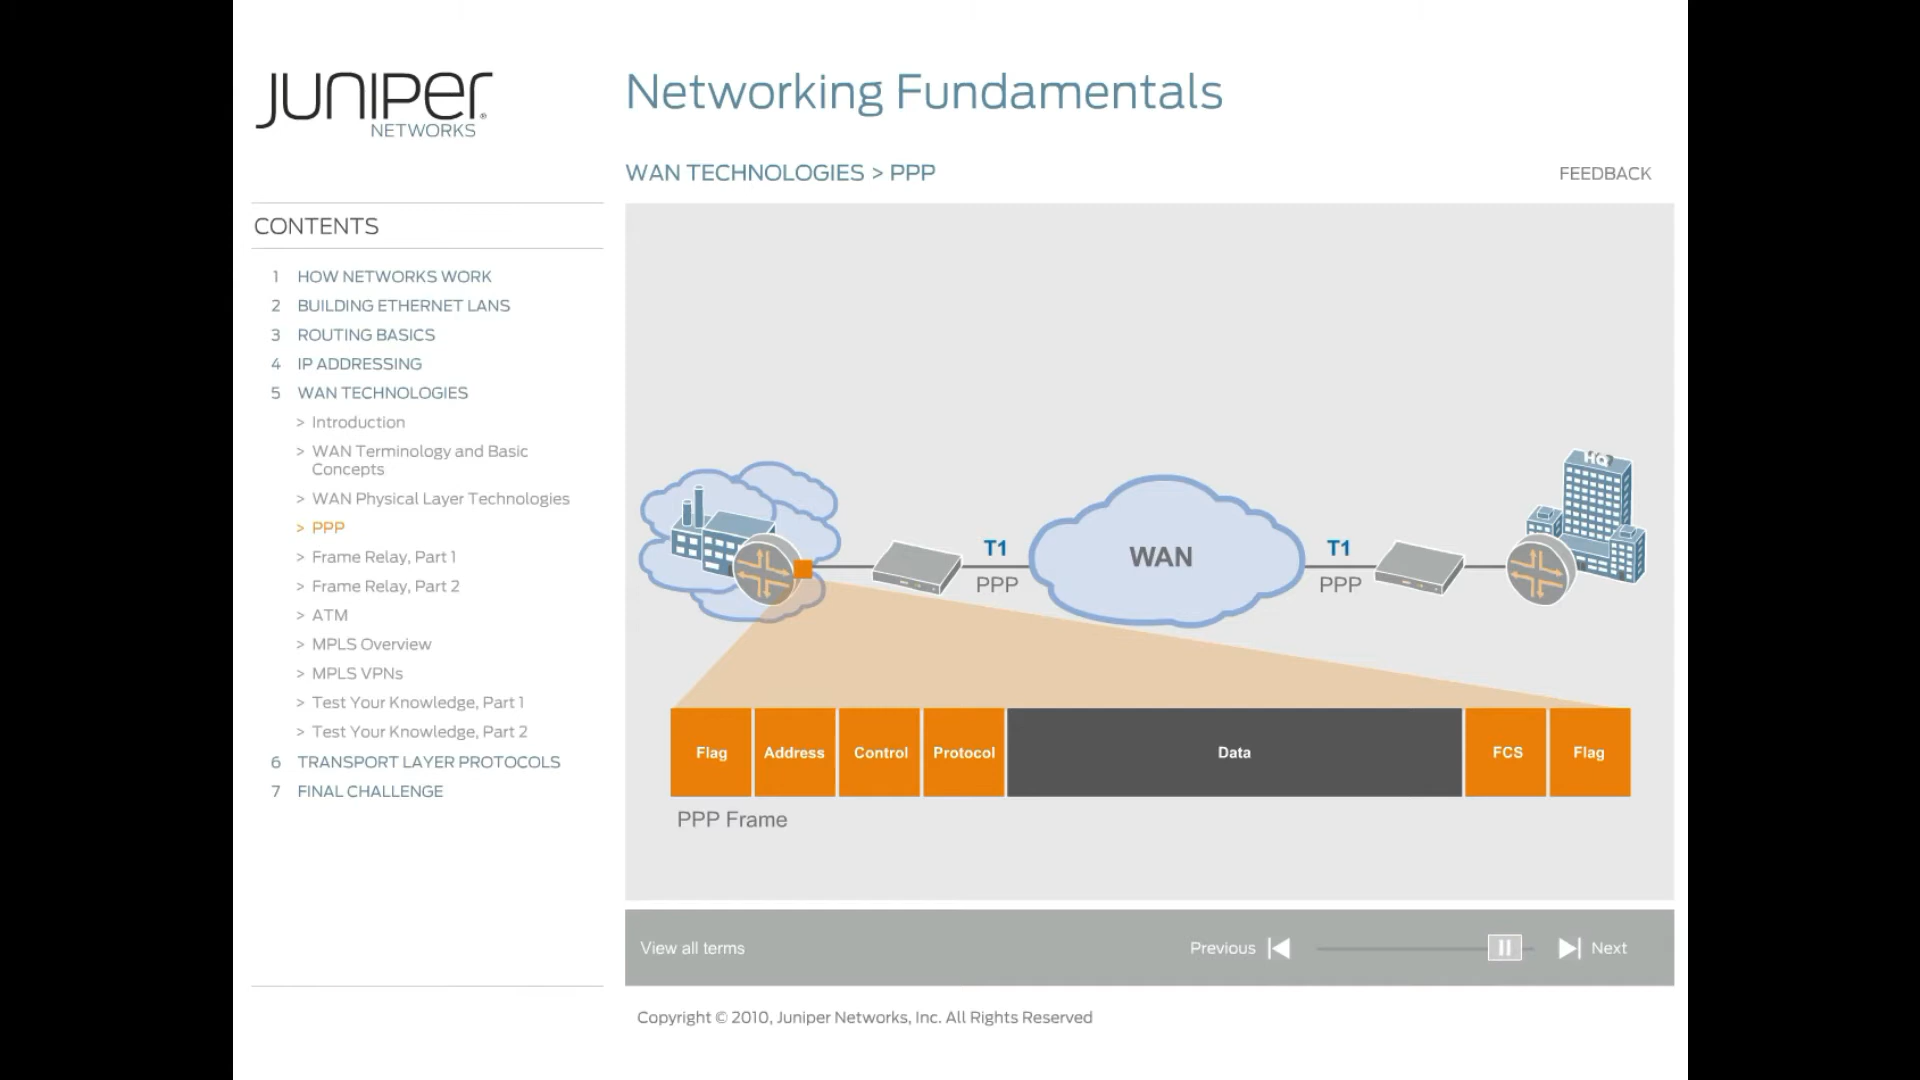 JUNIPer
NETWORKS
Networking Fundamentals
WAN TECHNOLOGIES > PPP
FEEDBACK
CONTENTS
1 HOW NETWORKS WORK
2 BUILDING ETHERNET LANS
3 ROUTING BASICS
4 IP ADDRESSING
5 WAN TECHNOLOGIES
> Introduction
> WAN Terminology and Basic
Concepts
> WAN Physical Layer Technologies
> PPP
> Frame Relay, Part 1
> Frame Relay, Part 2
> ATM
> MPLS Overview
> MPLS VPNs
> Test Your Knowledge, Part 1
> Test Your Knowledge, Part 2
6 TRANSPORT LAYER PROTOCOLS
7 FINAL CHALLENGE
HQ
T1
PPP
WAN
T1
PPP
Flag Address Control Protocol Data FCS Flag
PPP Frame
View all terms
Previous
Next
Copyright © 2010, Juniper Networks, Inc. All Rights Reserved